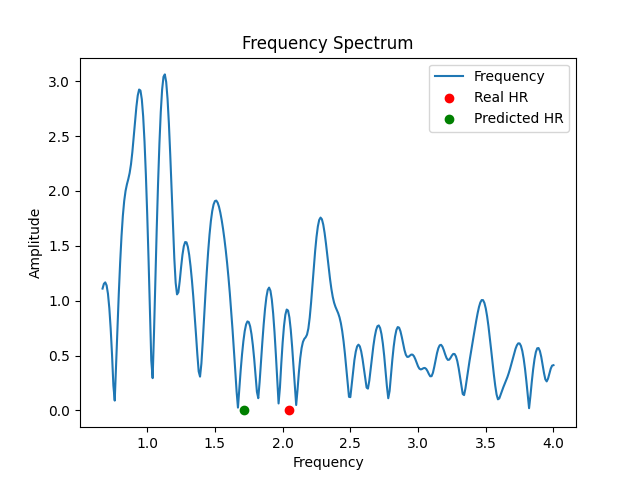 Frequency Spectrum
Frequency
Real HR
Predicted HR
Amplitude
3.0
2.5
2.0
1.5
1.0
0.5
0.0
1.0 1.5 2.0 2.5 3.0 3.5 4.0
Frequency